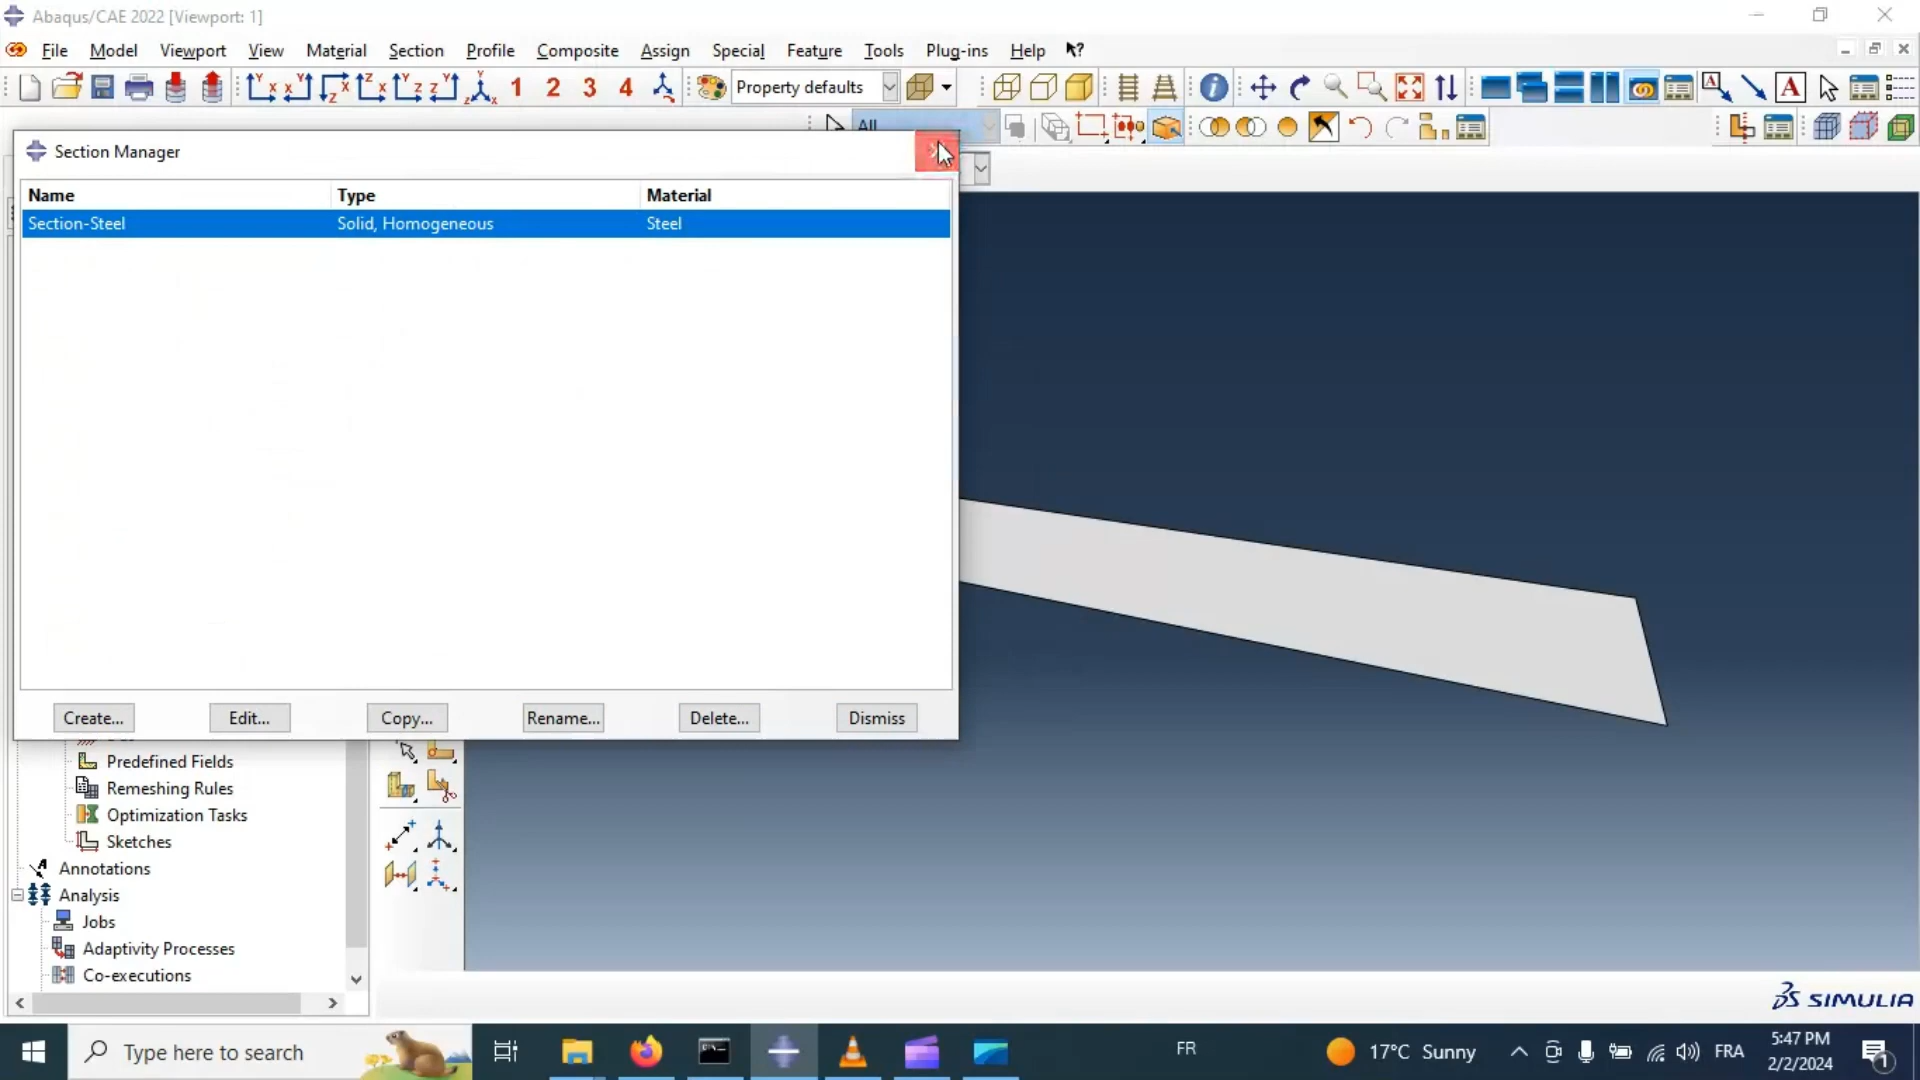 Abaqus/CAE 2022 [Viewport: 1]
File Model Viewport View Material Section Profile Composite Assign Special Feature Tools Plug-ins Help
1 2 3 4 Property defaults
All
Section Manager
Name Type Material
Section-Steel Solid, Homogeneous Steel
Create... Edit... Copy... Rename... Delete... Dismiss
Predefined Fields
Remeshing Rules
Optimization Tasks
Sketches
Annotations
Analysis
Jobs
Adaptivity Processes
Co-executions
SIMULIA
Type here to search
FR
17°C Sunny
FRA
5:47 PM
2/2/2024
1